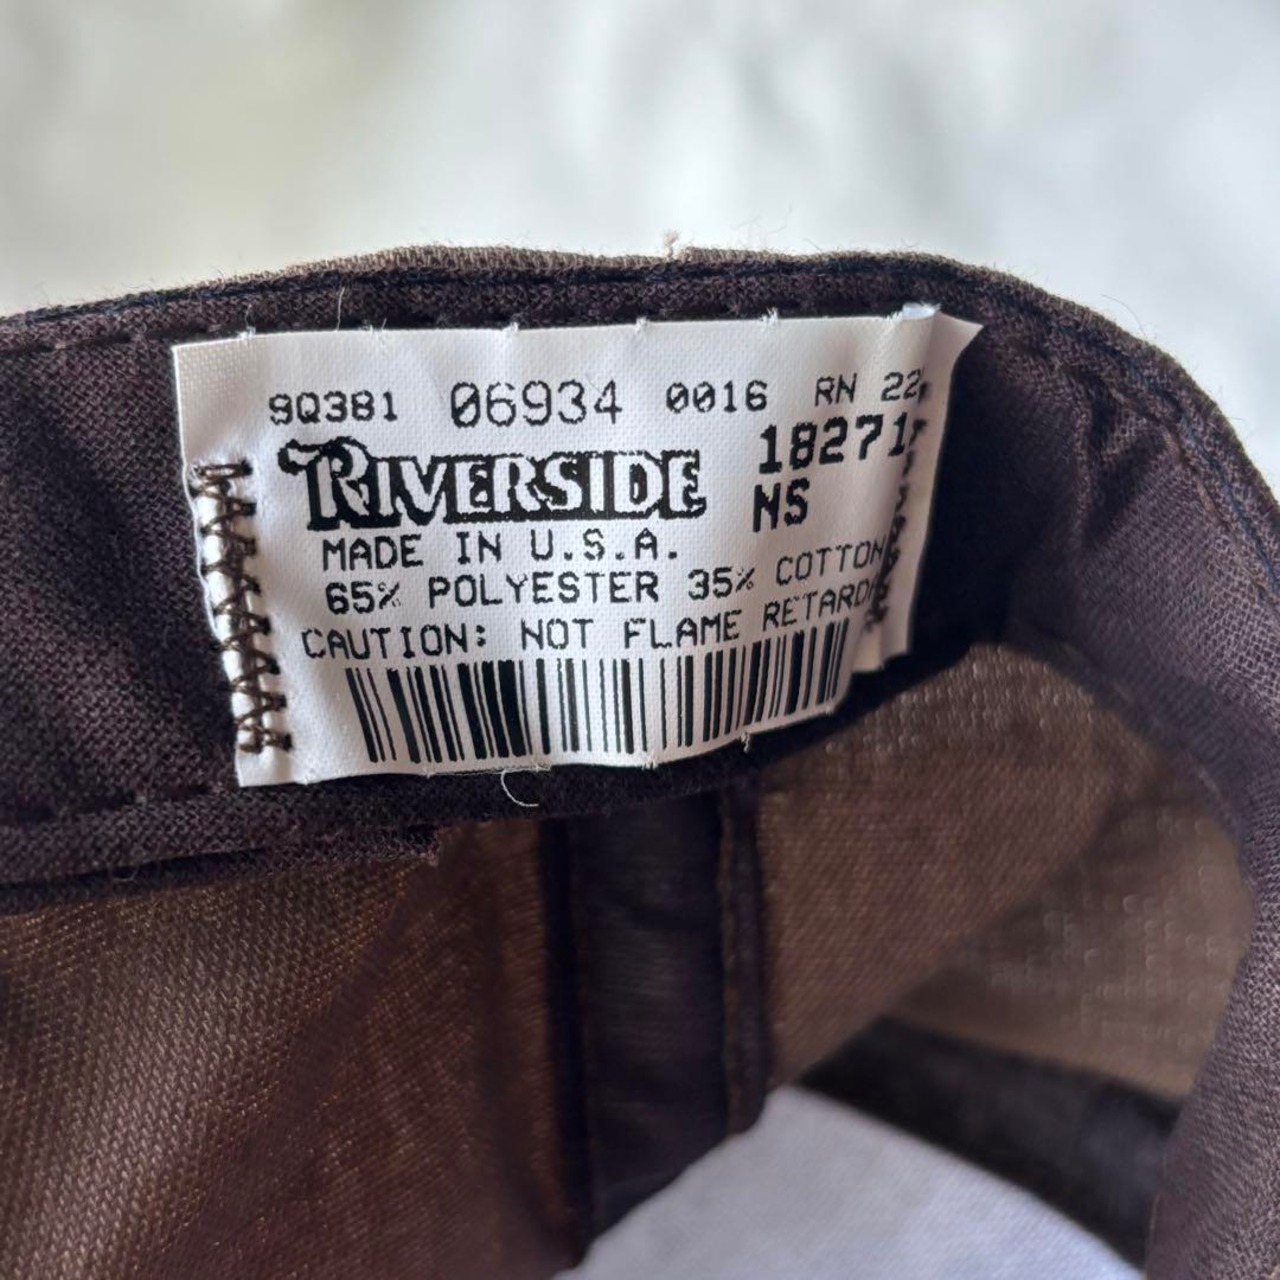 9Q381 06934 0016 RN 22
RIVERSIDE 18271
NS
MADE IN U.S.A.
65% POLYESTER 35% COTTON
CAUTION: NOT FLAME